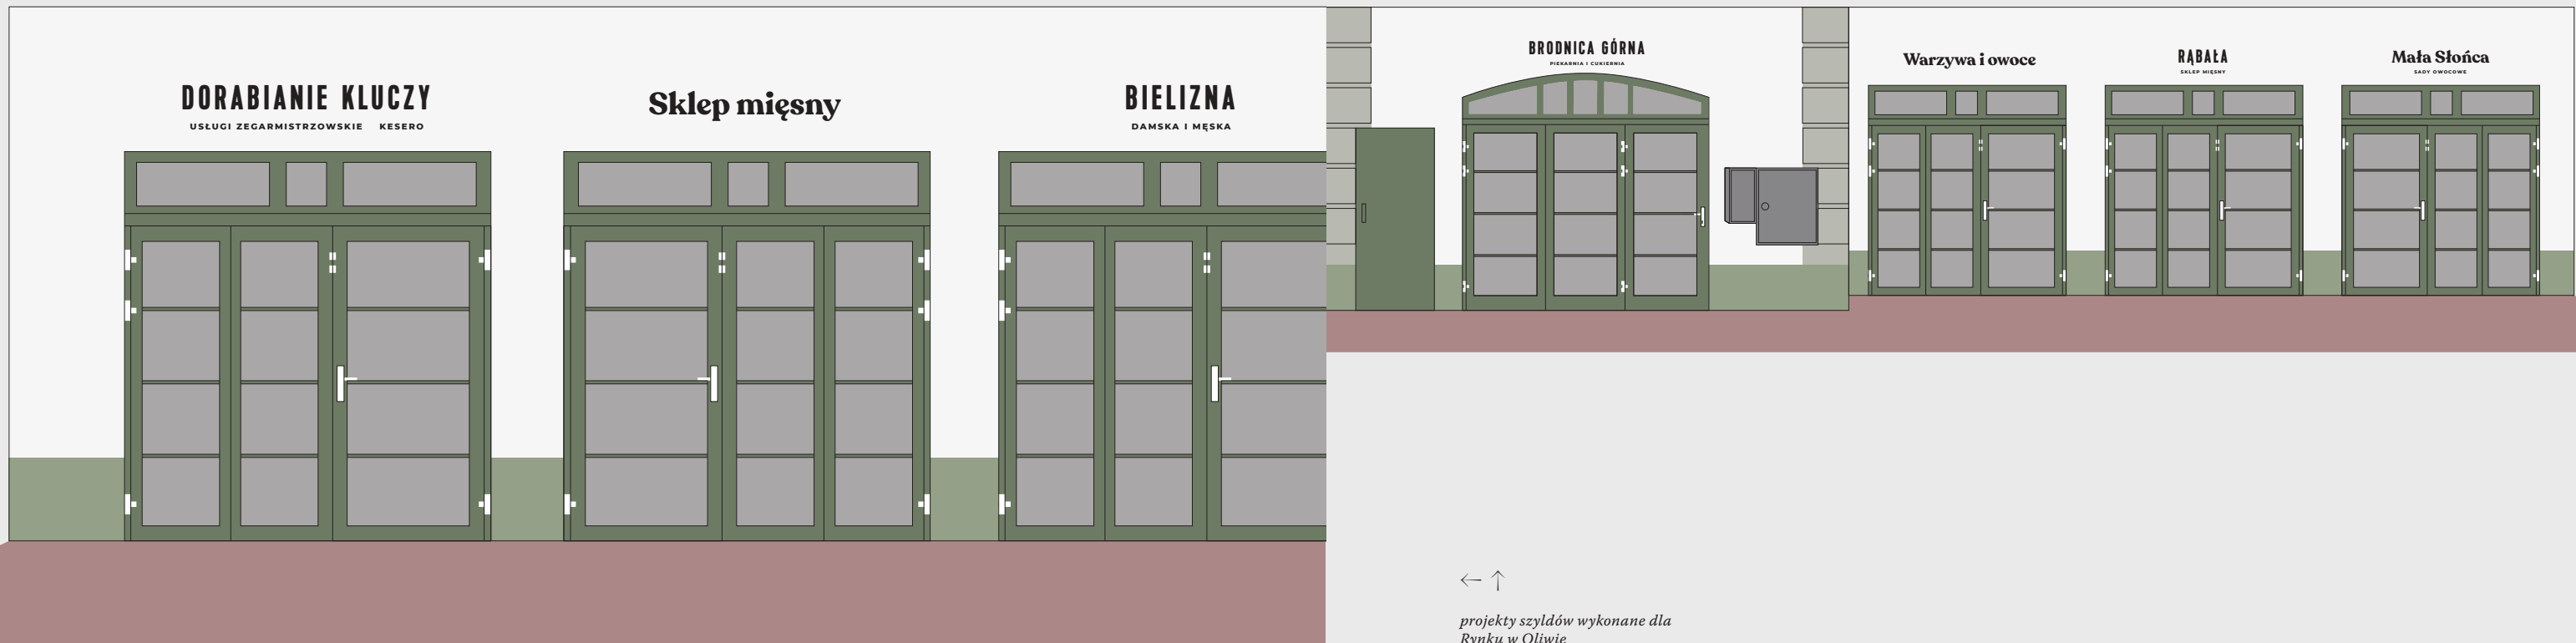 DORABIANIE KLUCZY
USŁUGI ZEGARMISTRZOWSKIE KESERO
Sklep mięsny
BIELIZNA
DAMSKA I MĘSKA
BRODNICA GÓRNA
PIEKARNIA I CUKIERNIA
Warzywa i owoce
RĄBAŁA
SKLEP MIĘSNY
Mała Słońca
SADY OWOCOWE
← ↑
projekty szyldów wykonane dla
Rynku w Oliwie